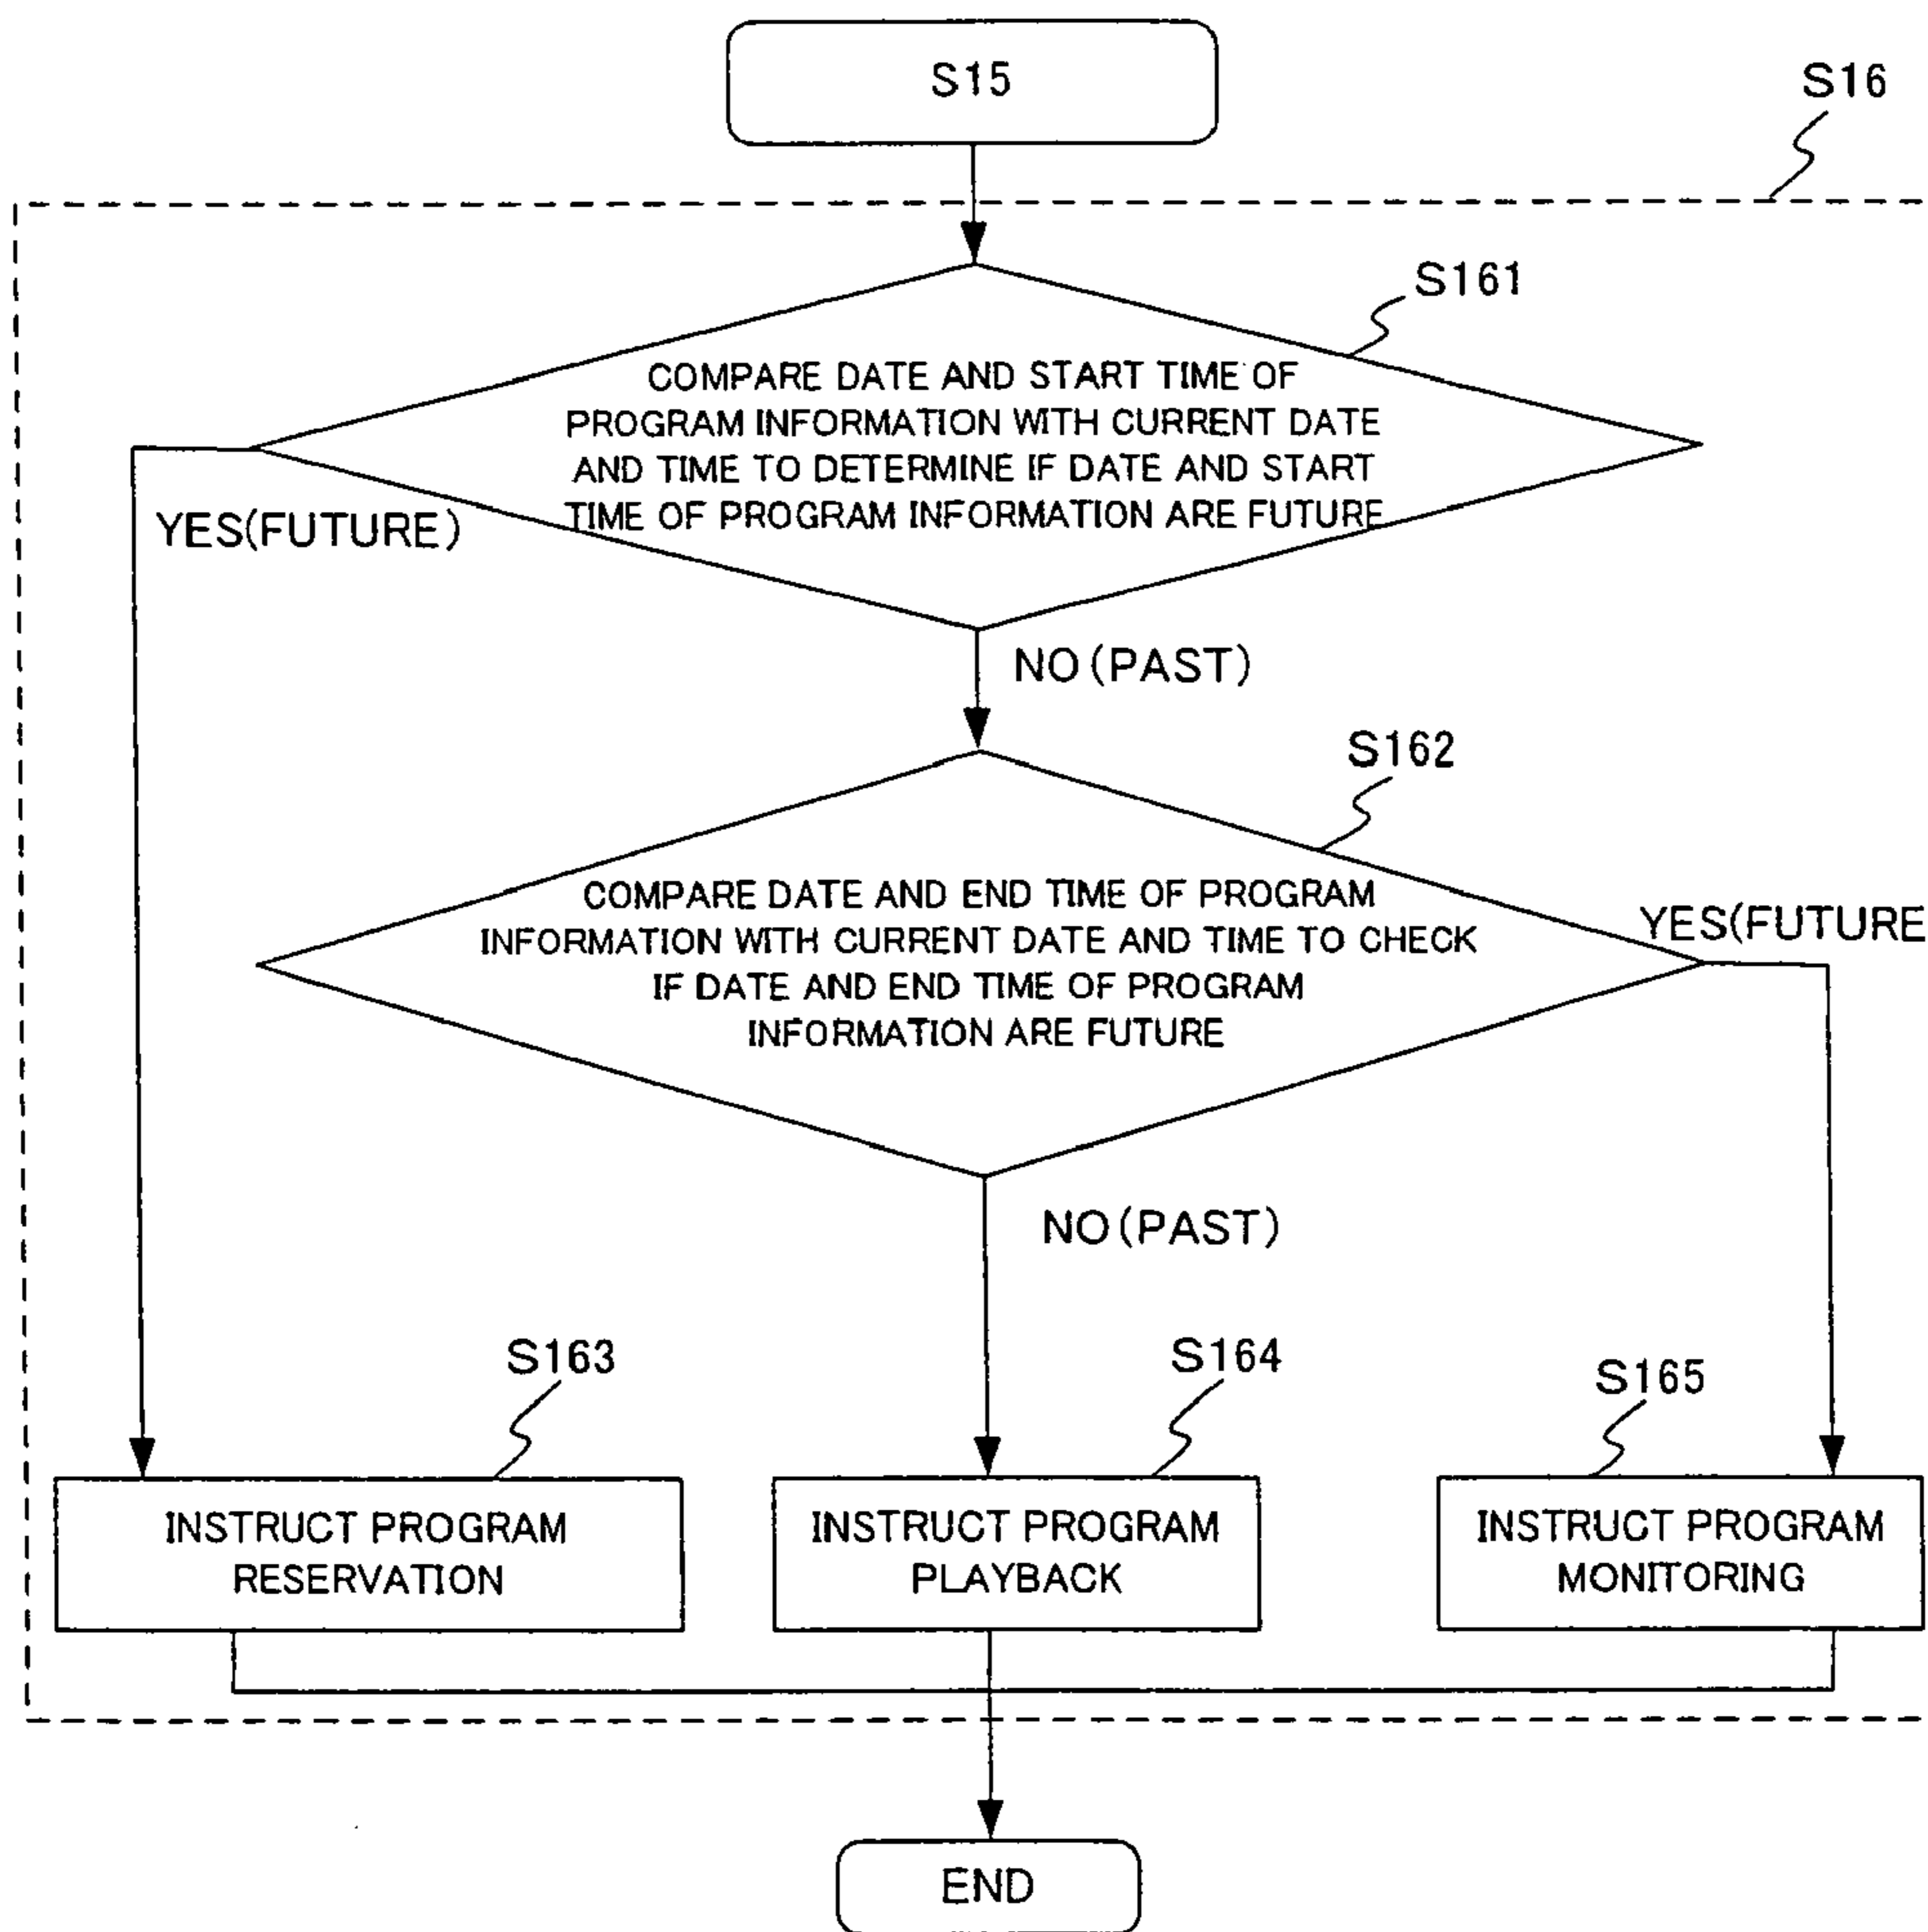 S15
S16
S161
COMPARE DATE AND START TIME OF
PROGRAM INFORMATION WITH CURRENT DATE
AND TIME TO DETERMINE IF DATE AND START
TIME OF PROGRAM INFORMATION ARE FUTURE
YES(FUTURE)
NO(PAST)
S162
COMPARE DATE AND END TIME OF PROGRAM
INFORMATION WITH CURRENT DATE AND TIME TO CHECK
IF DATE AND END TIME OF PROGRAM
INFORMATION ARE FUTURE
YES(FUTURE
NO(PAST)
S163
S164
S165
INSTRUCT PROGRAM
RESERVATION
INSTRUCT PROGRAM
PLAYBACK
INSTRUCT PROGRAM
MONITORING
END